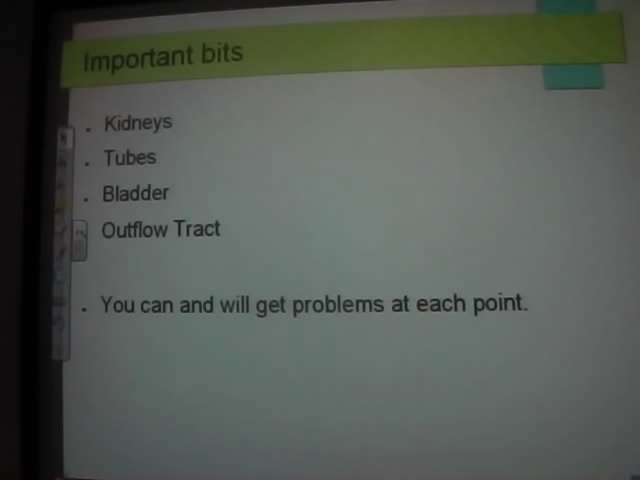 Important bits
. Kidneys
. Tubes
. Bladder
Outflow Tract
. You can and will get problems at each point.